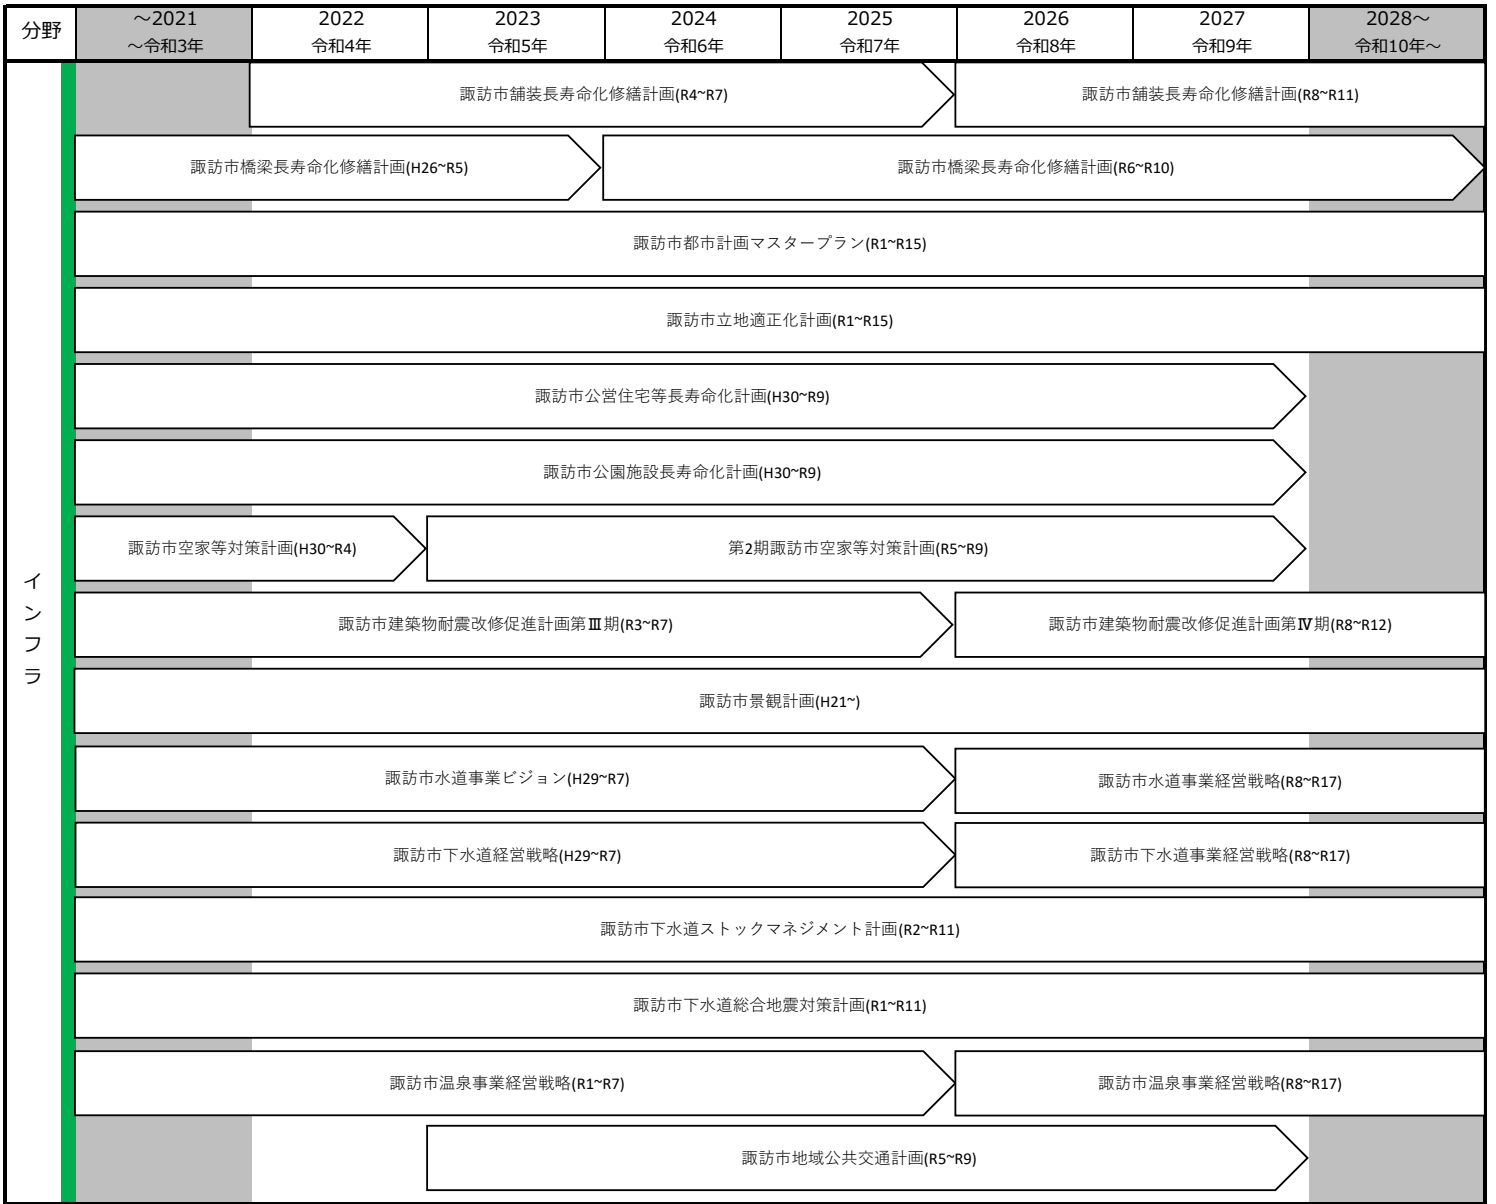 分野
～2021
～令和3年
2022
令和4年
2023
令和5年
2024
令和6年
2025
令和7年
2026
令和8年
2027
令和9年
2028～
令和10年～
インフラ
諏訪市舗装長寿命化修繕計画(R4~R7)
諏訪市舗装長寿命化修繕計画(R8~R11)
諏訪市橋梁長寿命化修繕計画(H26~R5)
諏訪市橋梁長寿命化修繕計画(R6~R10)
諏訪市都市計画マスタープラン(R1~R15)
諏訪市立地適正化計画(R1~R15)
諏訪市公営住宅等長寿命化計画(H30~R9)
諏訪市公園施設長寿命化計画(H30~R9)
諏訪市空家等対策計画(H30~R4)
第2期諏訪市空家等対策計画(R5~R9)
諏訪市建築物耐震改修促進計画第Ⅲ期(R3~R7)
諏訪市建築物耐震改修促進計画第Ⅳ期(R8~R12)
諏訪市景観計画(H21~)
諏訪市水道事業ビジョン(H29~R7)
諏訪市水道事業経営戦略(R8~R17)
諏訪市下水道経営戦略(H29~R7)
諏訪市下水道事業経営戦略(R8~R17)
諏訪市下水道ストックマネジメント計画(R2~R11)
諏訪市下水道総合地震対策計画(R1~R11)
諏訪市温泉事業経営戦略(R1~R7)
諏訪市温泉事業経営戦略(R8~R17)
諏訪市地域公共交通計画(R5~R9)